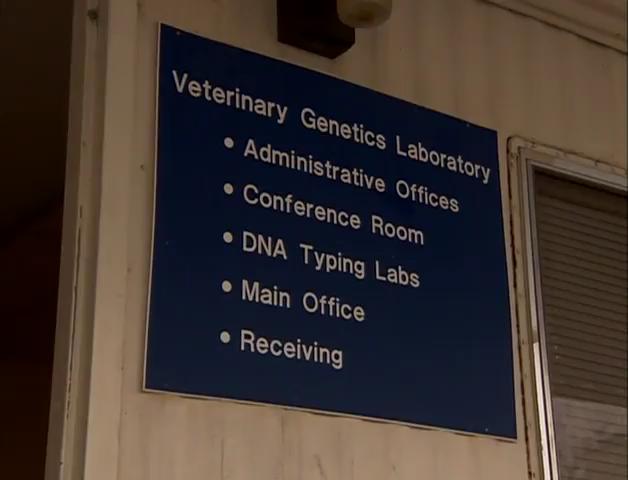 Veterinary Genetics Laboratory
• Administrative Offices
• Conference Room
• DNA Typing Labs
• Main Office
• Receiving